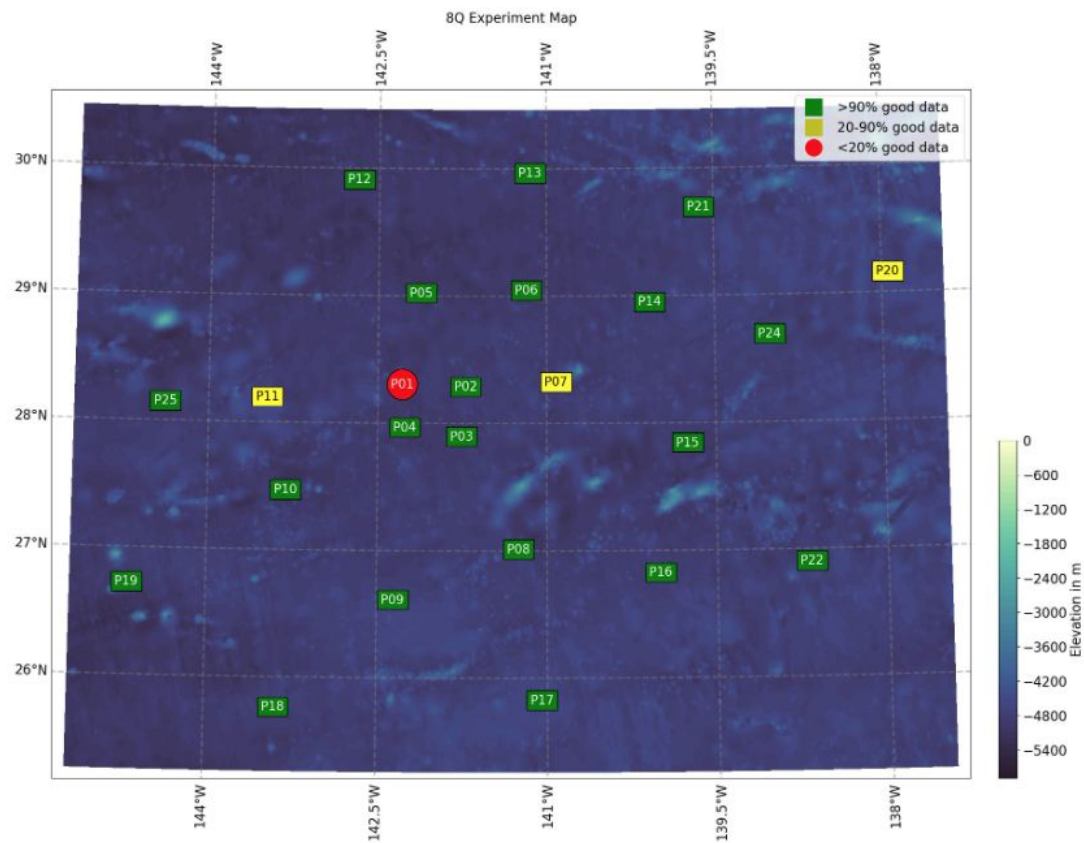 8Q Experiment Map
144°W
142.5°W
141°W
139.5°W
138°W
>90% good data
20-90% good data
<20% good data
30°N
P12
P13
P21
P20
29°N
P05
P06
P14
P24
P01
P02
P07
P11
P25
28°N
P04
P03
P15
P10
27°N
P08
P22
P16
P19
P09
26°N
P18
P17
0
−600
−1200
−1800
−2400
−3000
−3600
−4200
−4800
−5400
Elevation in m
144°W
142.5°W
141°W
139.5°W
138°W